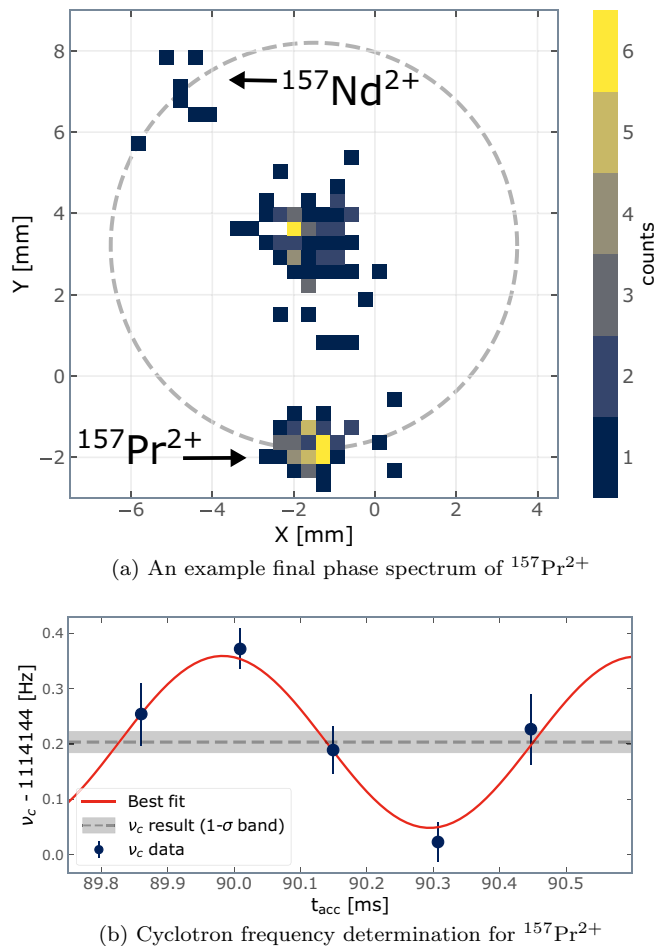 8
6
4
2
0
−2
Y [mm]
−6
−4
−2
0
2
4
X [mm]
157Nd2+
157Pr2+
6
5
4
3
2
1
counts
(a) An example final phase spectrum of 157Pr2+
0.4
0.3
0.2
0.1
0.0
νc - 1114144 [Hz]
Best fit
νc result (1-σ band)
νc data
89.8
89.9
90.0
90.1
90.2
90.3
90.4
90.5
tacc [ms]
(b) Cyclotron frequency determination for 157Pr2+